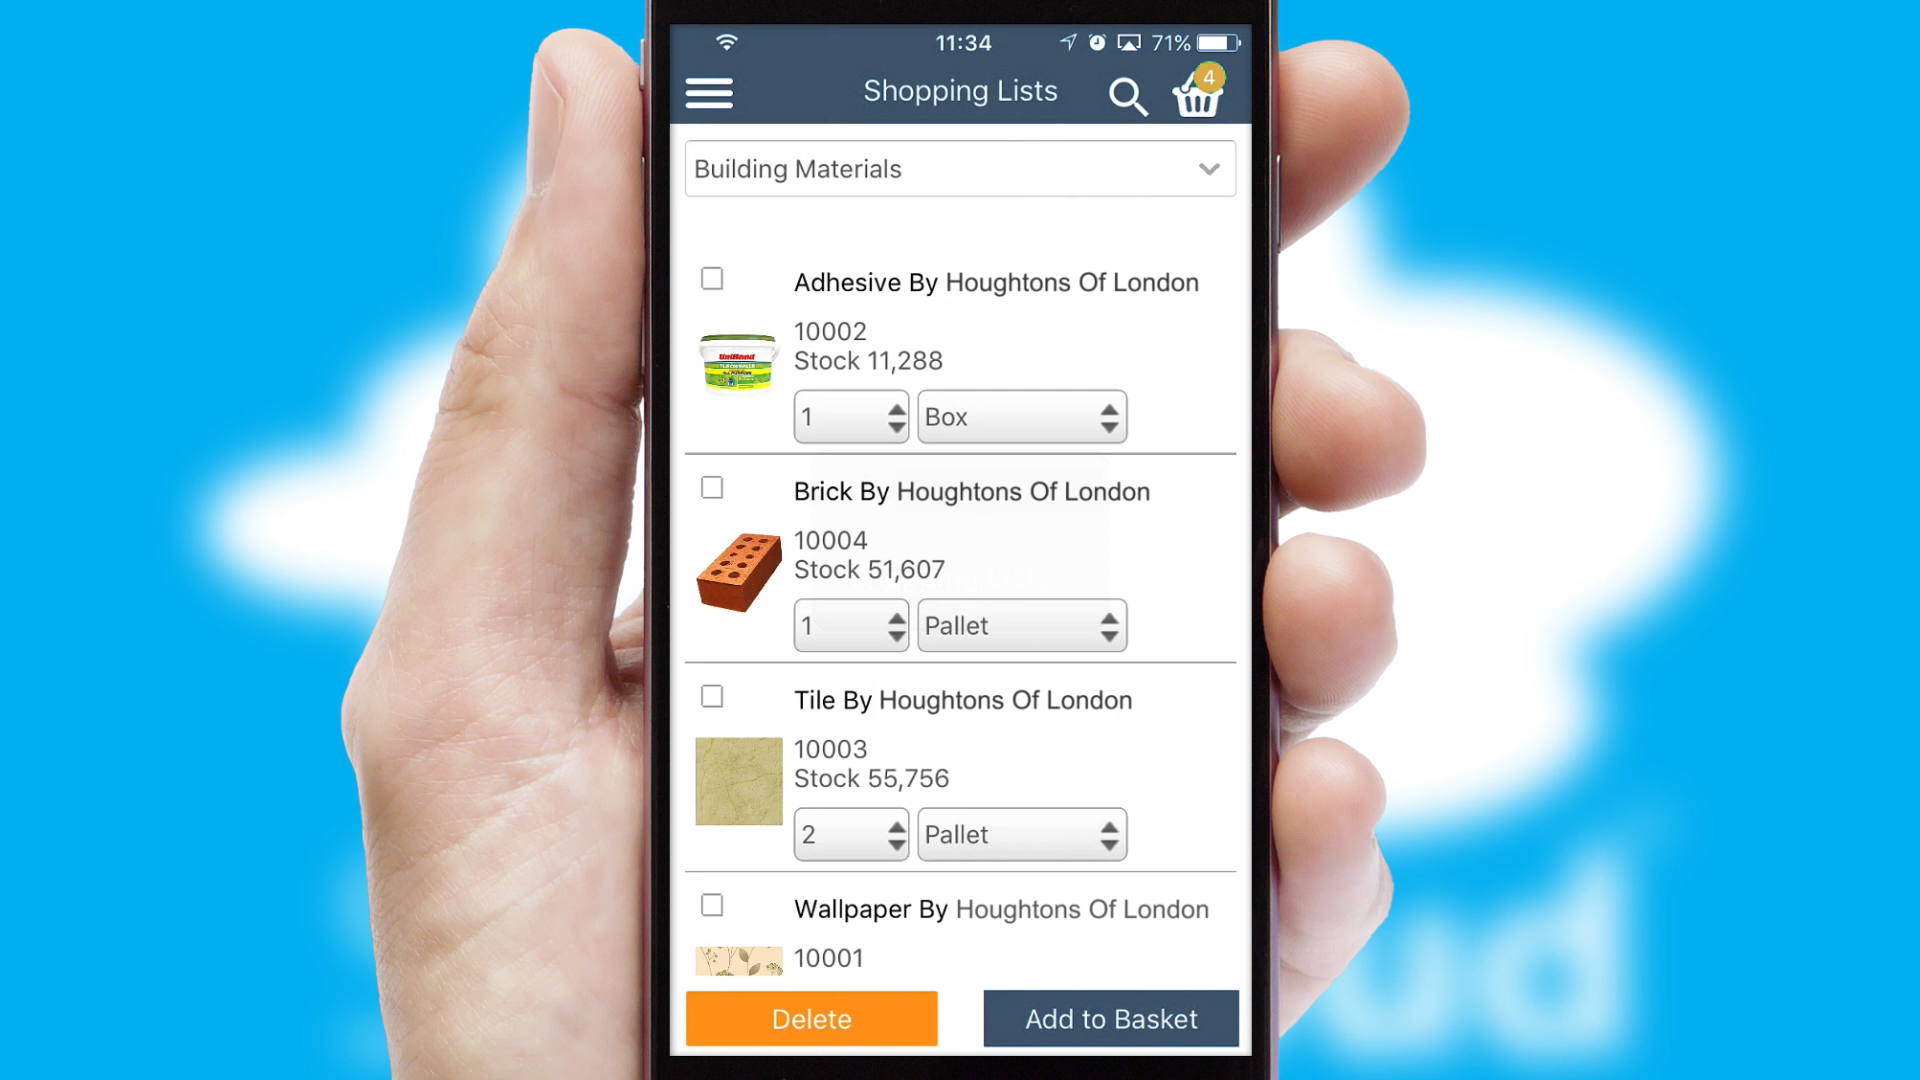 11:34
71%
Shopping Lists
4
Building Materials
Adhesive By Houghtons Of London
10002
Stock 11,288
UniBond
1
Box
Brick By Houghtons Of London
10004
Stock 51,607
1
Pallet
Tile By Houghtons Of London
10003
Stock 55,756
2
Pallet
Wallpaper By Houghtons Of London
10001
Delete
Add to Basket
ud